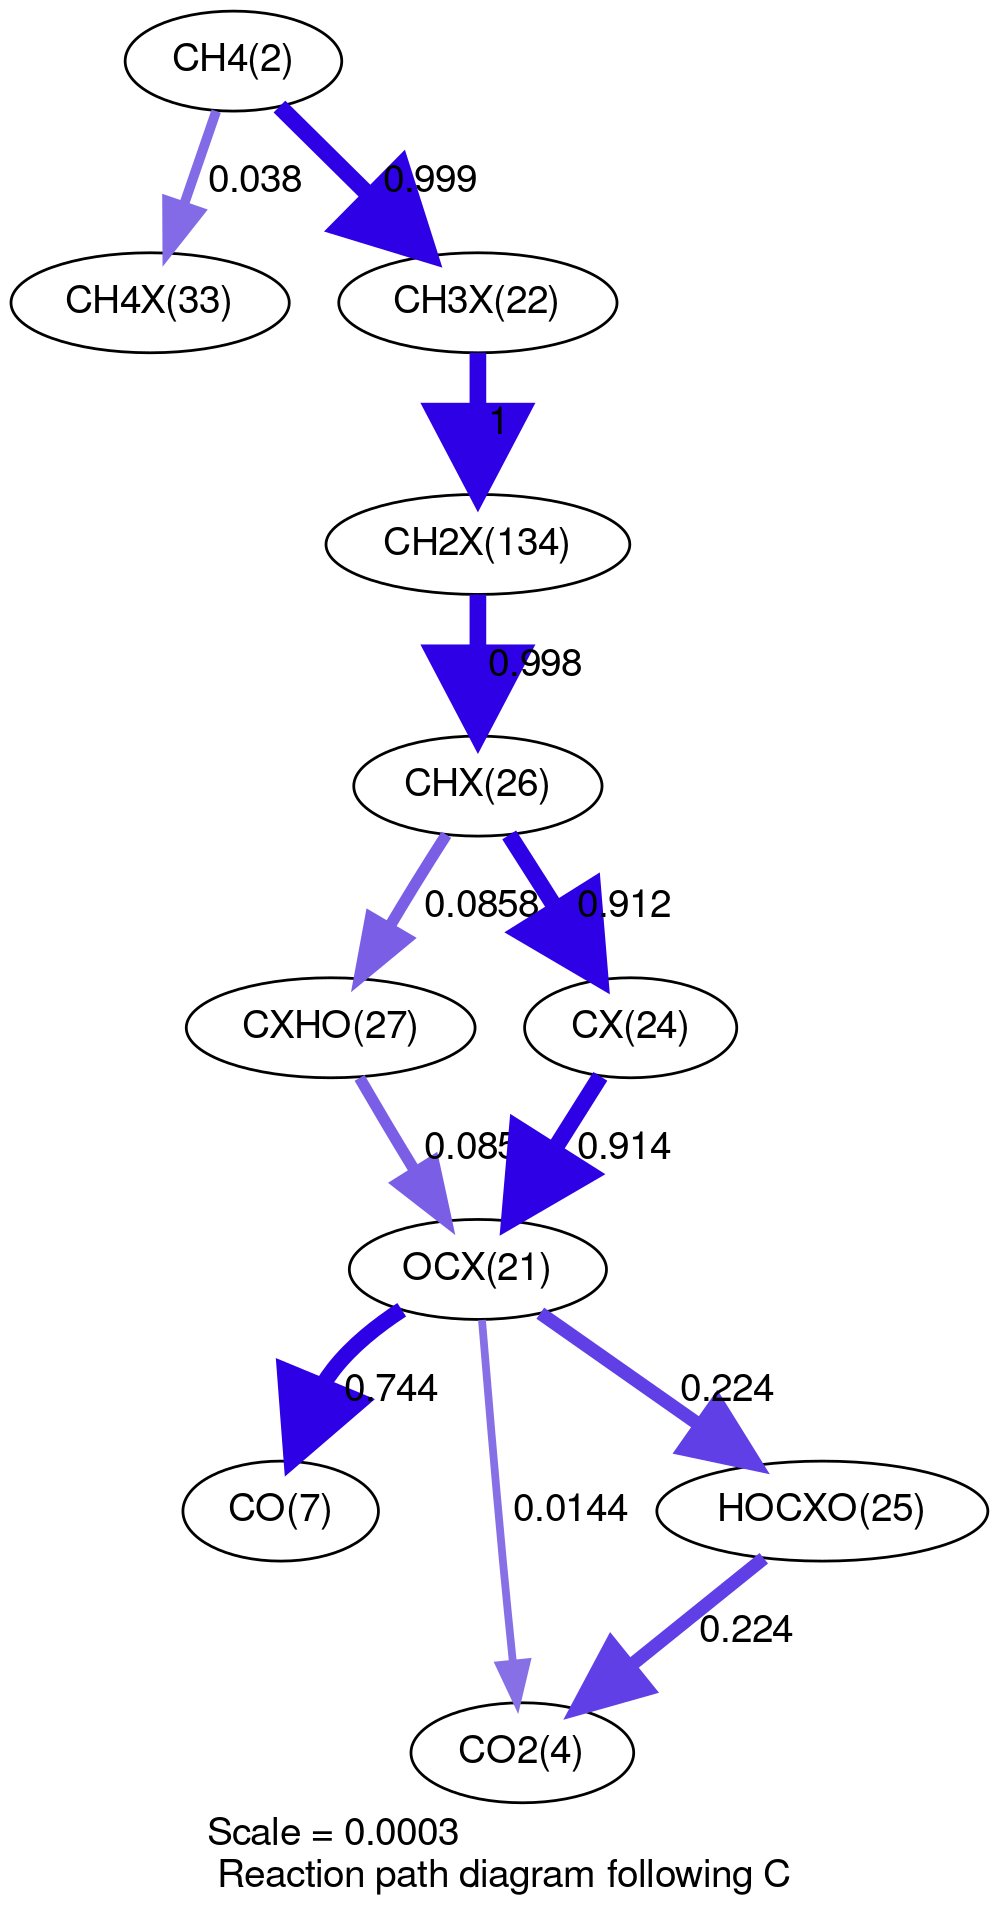 CH4(2)
0.038
0.999
CH4X(33)
CH3X(22)
1
CH2X(134)
0.998
CHX(26)
0.0858
0.912
CXHO(27)
CX(24)
0.914
OCX(21)
0.744
0.224
CO(7)
0.0144
HOCXO(25)
0.224
CO2(4)
Scale = 0.0003
Reaction path diagram following C